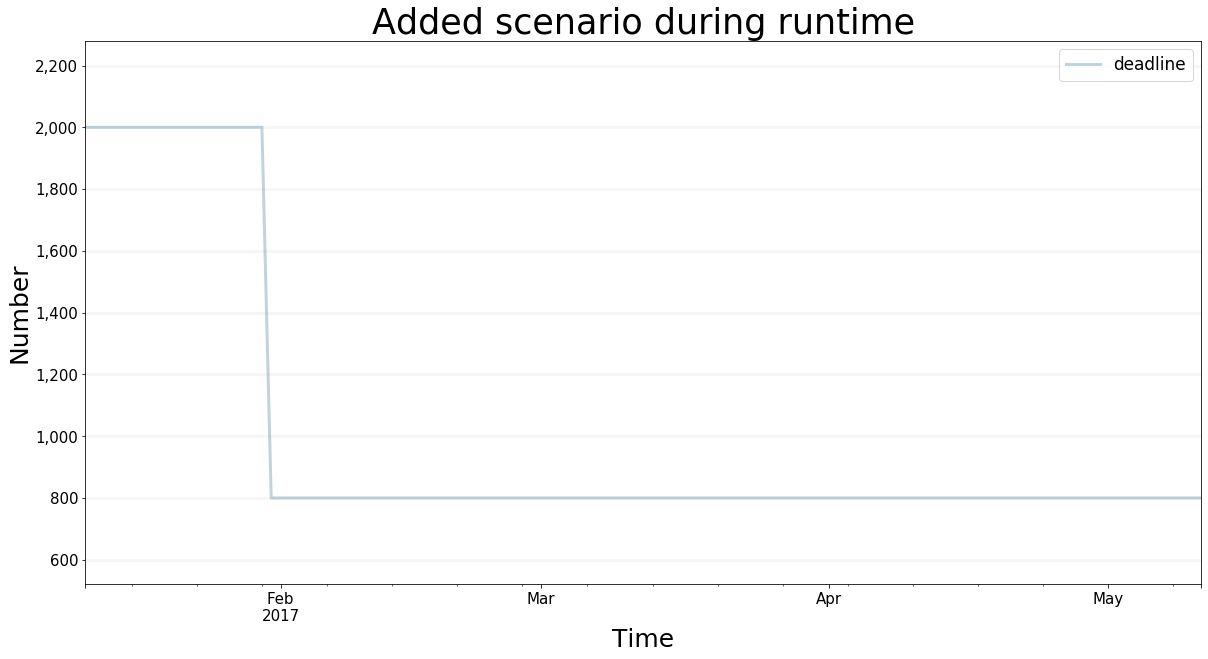 Added scenario during runtime
deadline
Number
2,200
2,000
1,800
1,600
1,400
1,200
1,000
800
600
Feb
2017
Mar
Apr
May
Time